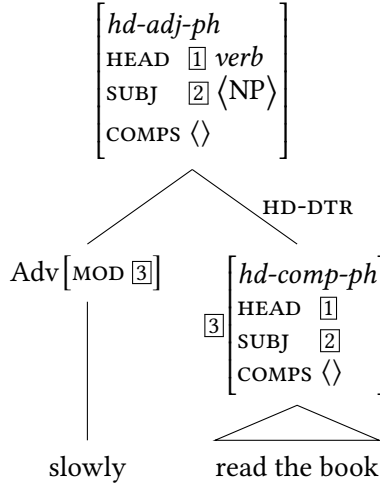 hd-adj-ph
HEAD 1 verb
SUBJ 2 ⟨NP⟩
COMPS ⟨⟩
HD-DTR
Adv[MOD 3]
3 [hd-comp-ph
HEAD 1
SUBJ 2
COMPS ⟨⟩]
slowly read the book